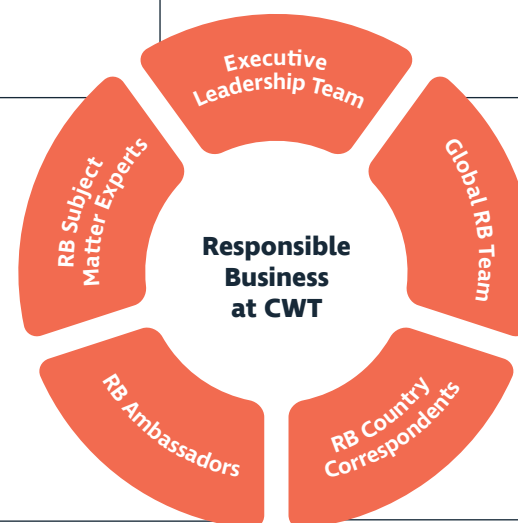 Executive
Leadership Team
Global RB Team
RB Country
Correspondents
RB Ambassadors
RB Subject
Matter Experts
Responsible
Business
at CWT